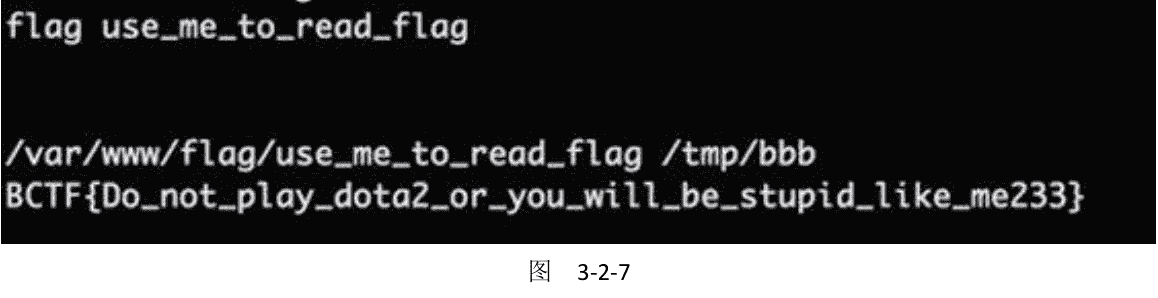 flag use_me_to_read_flag
/var/www/flag/use_me_to_read_flag /tmp/bbb
BCTF{Do_not_play_dota2_or_you_will_be_stupid_like_me233}
图 3-2-7